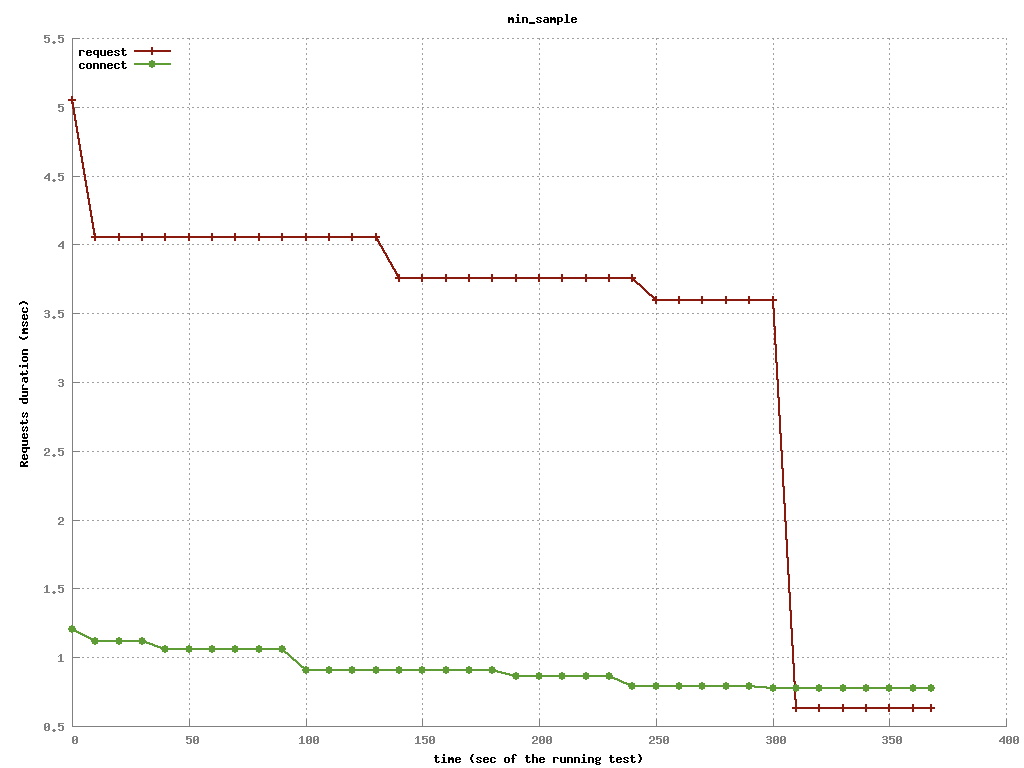 min_sample
request
connect
5.5
5
4.5
4
3.5
3
2.5
2
1.5
1
0.5
Requests duration (msec)
0 50 100 150 200 250 300 350 400
time (sec of the running test)